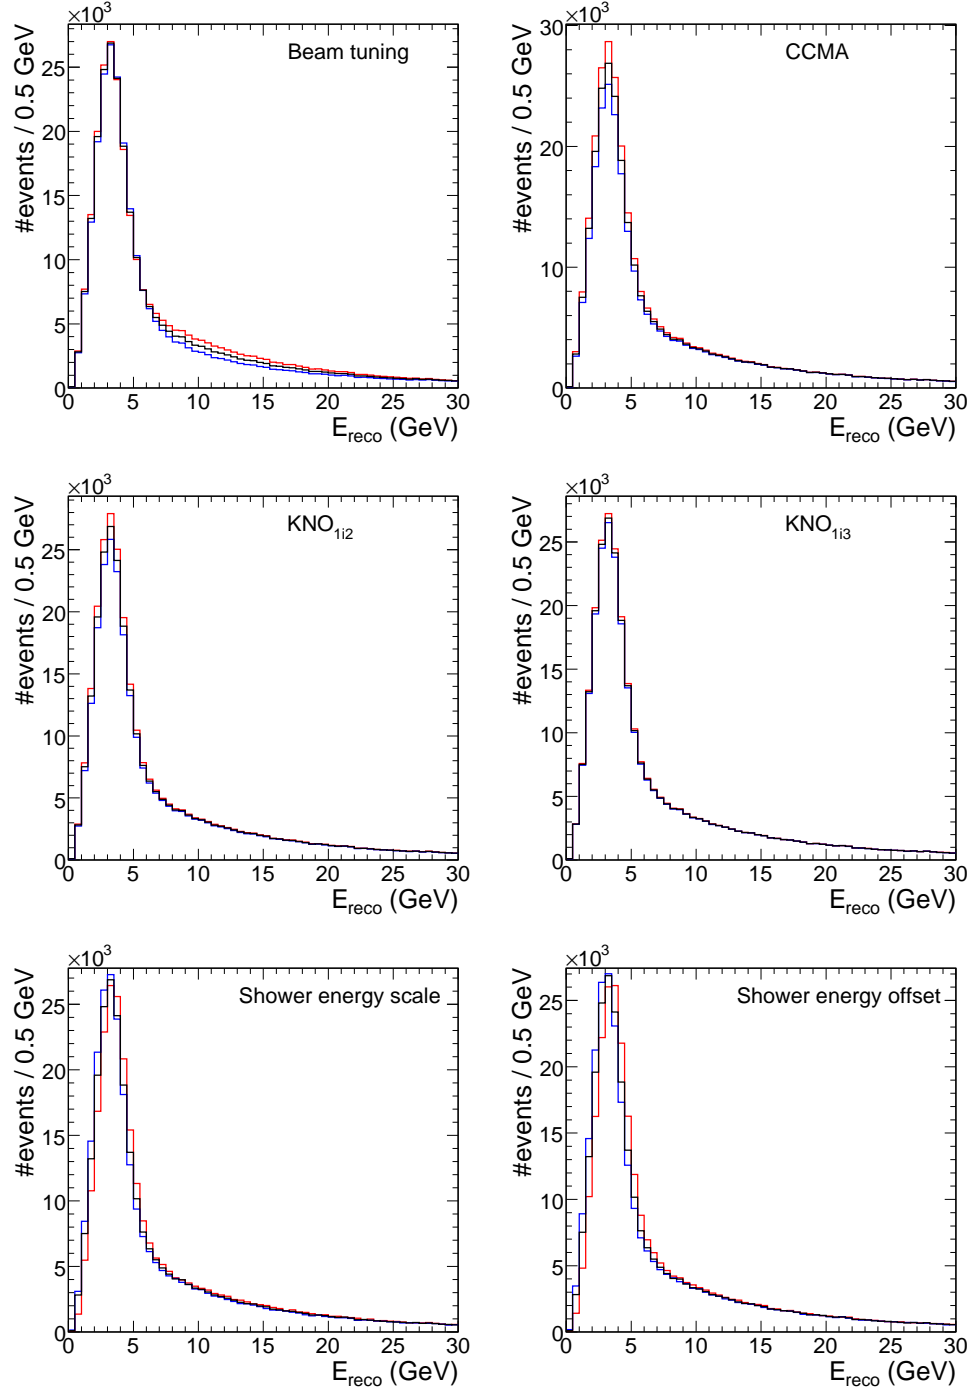 ×10³
Beam tuning
#events / 0.5 GeV
25
20
15
10
5
0
0 5 10 15 20 25 30
E_reco (GeV)
×10³
CCMA
#events / 0.5 GeV
30
20
10
0
0 5 10 15 20 25 30
E_reco (GeV)
×10³
KNO_1i2
#events / 0.5 GeV
25
20
15
10
5
0
0 5 10 15 20 25 30
E_reco (GeV)
×10³
KNO_1i3
#events / 0.5 GeV
25
20
15
10
5
0
0 5 10 15 20 25 30
E_reco (GeV)
×10³
Shower energy scale
#events / 0.5 GeV
25
20
15
10
5
0
0 5 10 15 20 25 30
E_reco (GeV)
×10³
Shower energy offset
#events / 0.5 GeV
25
20
15
10
5
0
0 5 10 15 20 25 30
E_reco (GeV)